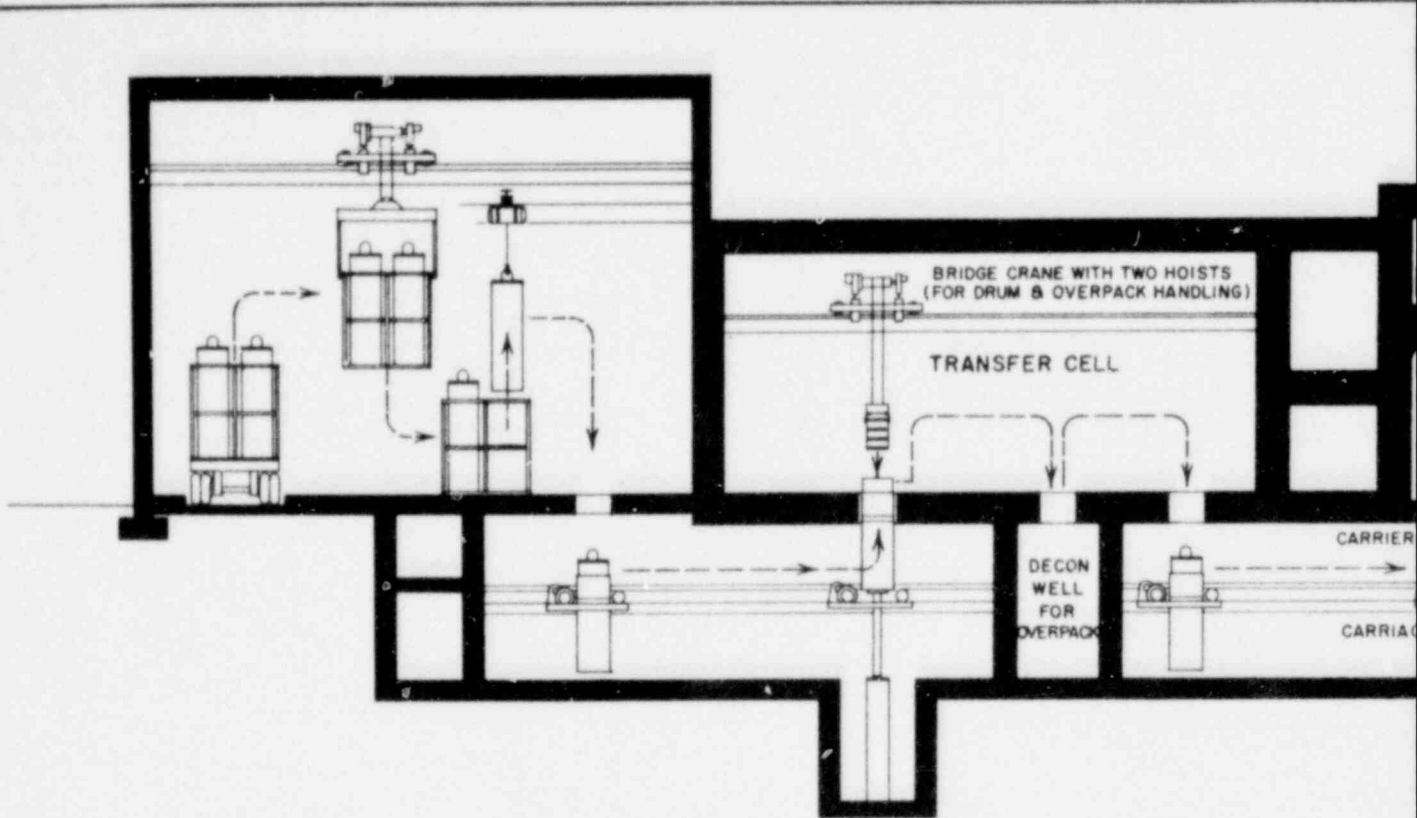 BRIDGE CRANE WITH TWO HOISTS
(FOR DRUM & OVERPACK HANDLING)
TRANSFER CELL
DECON
WELL
FOR
OVERPACK
CARRIER
CARRIAG